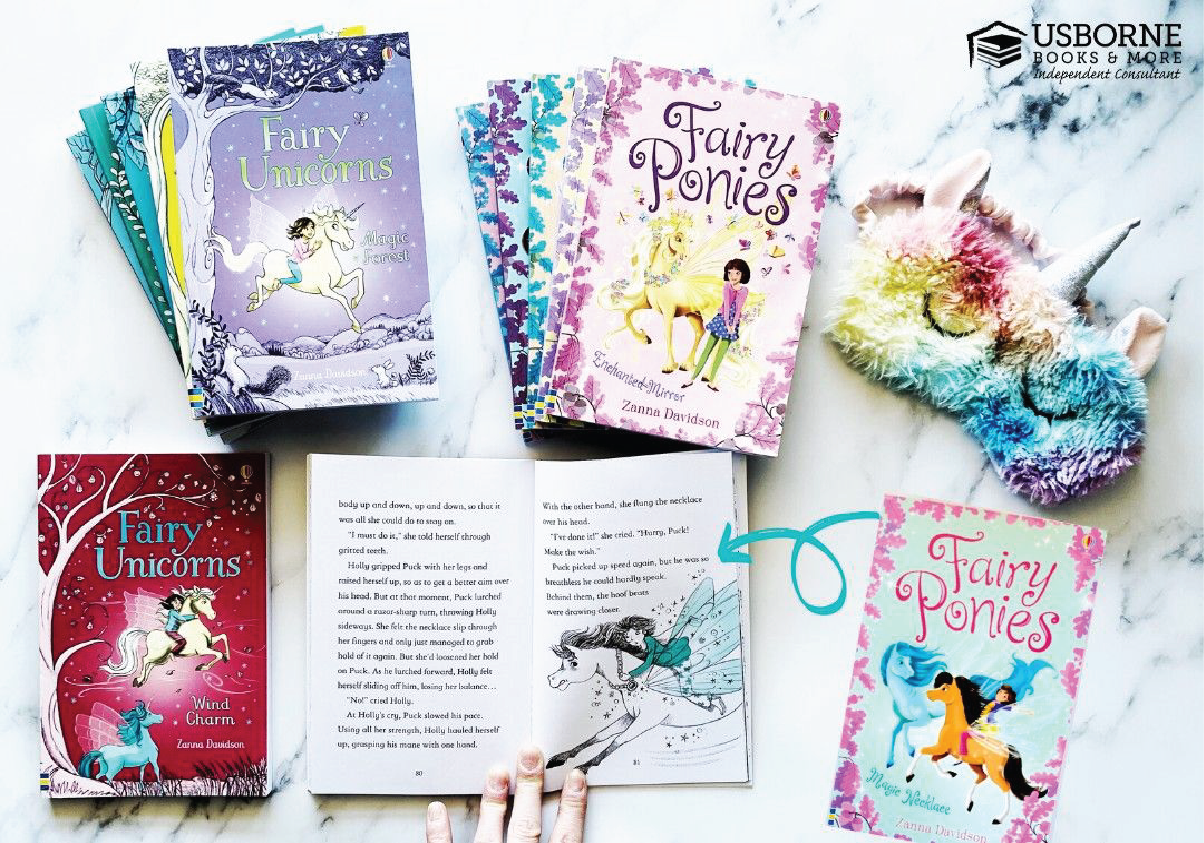 USBORNE
BOOKS & MORE
Independent Consultant
Fairy
Unicorns
Magic
Forest
Zanna Davidson
Fairy
Ponies
Enchanted Mirror
Zanna Davidson
Fairy
Unicorns
Wind
Charm
Zanna Davidson
body up and down, up and down, so that it
was all she could do to stay on.
"I must do it," she told herself through
gritted teeth.
Holly gripped Puck with her legs and
raised herself up, so as to get a better aim over
his head. But at that moment, Puck lurched
around a razor-sharp turn, throwing Holly
sideways. She felt the necklace slip through
her fingers and only just managed to grab
hold of it again. But she'd loosened her hold
on Puck. As he lurched forward, Holly felt
herself sliding off him, losing her balance...
"No!" cried Holly.
At Holly's cry, Puck slowed his pace.
Using all her strength, Holly hauled herself
up, grasping his mane with one hand.
80
With the other hand, she flung the necklace
over his head.
"I've done it!" she cried. "Hurry, Puck!
Make the wish."
Puck picked up speed again, but he was so
breathless he could hardly speak.
Behind them, the hoof beats
were drawing closer.
81
Fairy
Ponies
Magic Necklace
Zanna Davidson